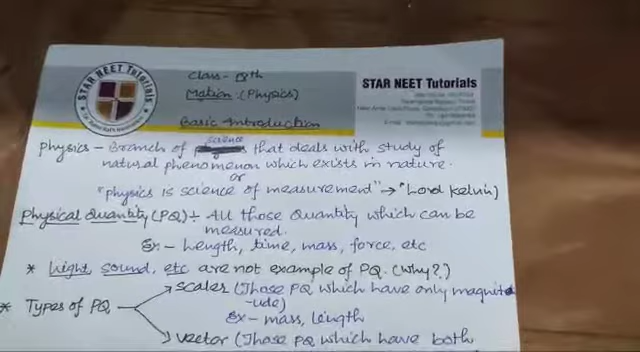 STAR NEET Tutorials
Class - 9th
Motion (Physics)
Basic Introduction
STAR NEET Tutorials
Physics - Branch of science that deals with study of
natural phenomenon which exists in nature.
or
"Physics is science of measurement" → "Lord Kelvin)
Physical Quantity (PQ) ÷ All those Quantity which can be
measured.
Ex. - Length, time, mass, force, etc
* Light, sound, etc are not example of PQ. (Why?)
* Types of PQ
→ scaler (Those PQ which have only magnit
-ude)
Ex - mass, length
→ vector (Those PQ which have both